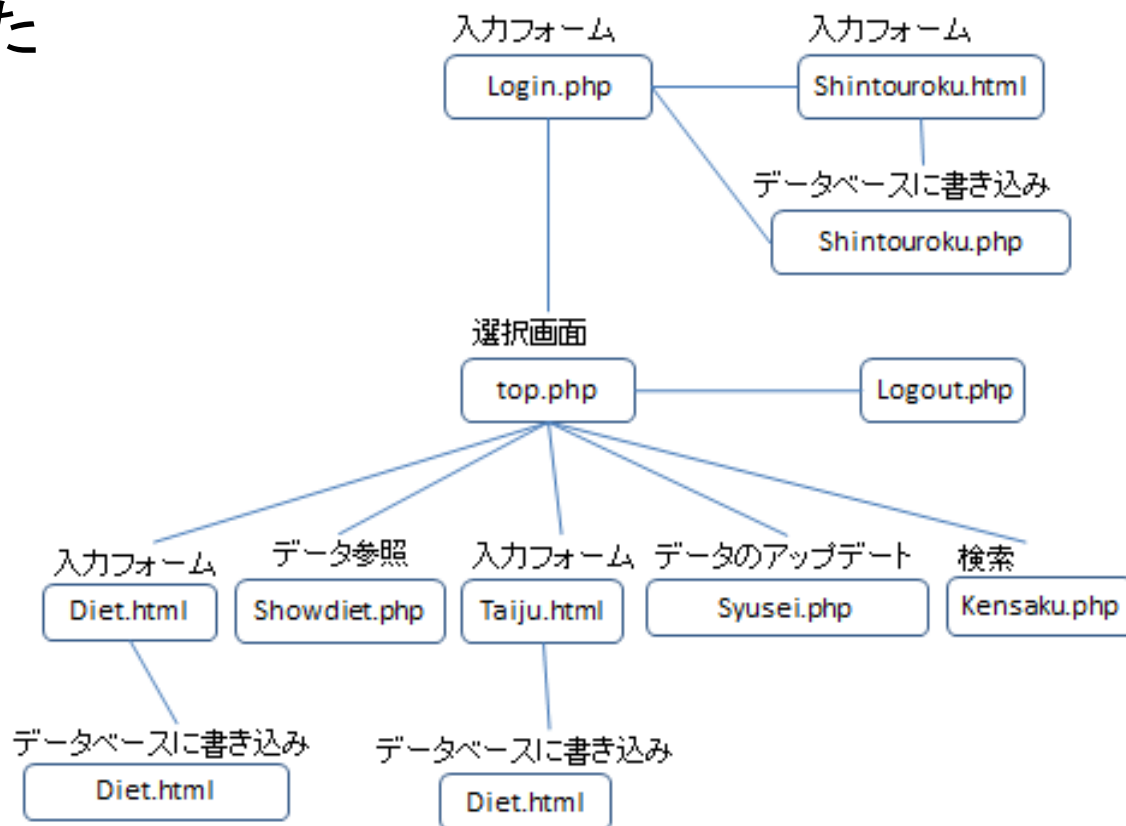 た
入力フォーム
入力フォーム
Login.php
Shintouroku.html
データベースに書き込み
Shintouroku.php
選択画面
top.php
Logout.php
入力フォーム
データ参照
入力フォーム
データのアップデート
検索
Diet.html
Showdiet.php
Taiju.html
Syusei.php
Kensaku.php
データベースに書き込み
データベースに書き込み
Diet.html
Diet.html